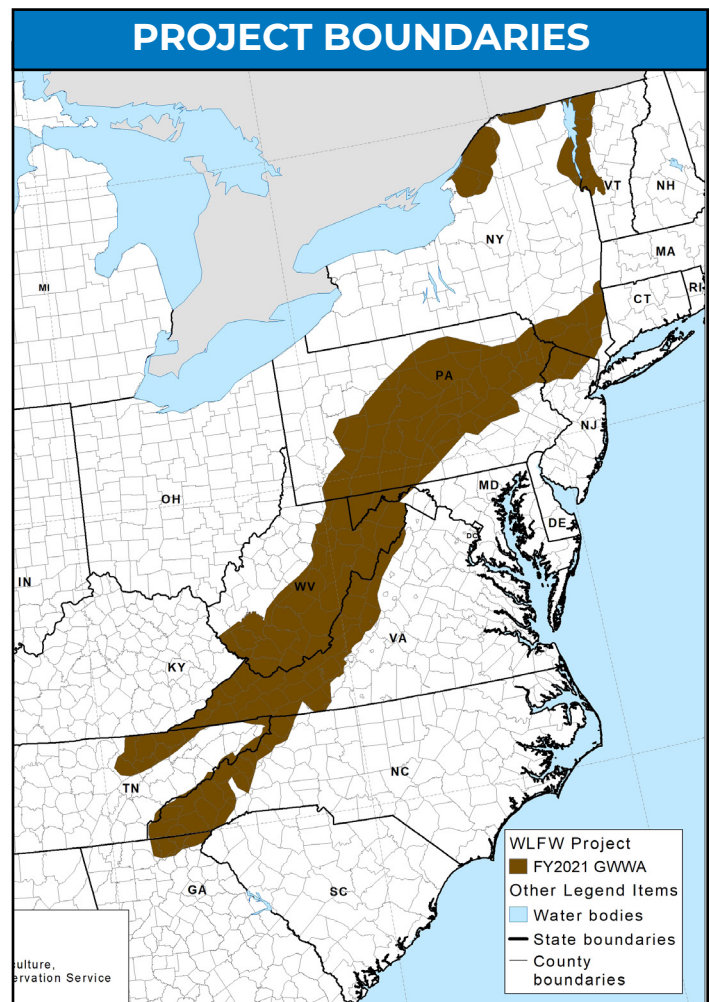 PROJECT BOUNDARIES
VT
NH
NY
MA
MI
CT
RI
PA
NJ
OH
MD
DE
DC
IN
WV
VA
KY
NC
TN
WLFW Project
FY2021 GWWA
Other Legend Items
Water bodies
State boundaries
County
boundaries
GA
SC
culture,
ervation Service